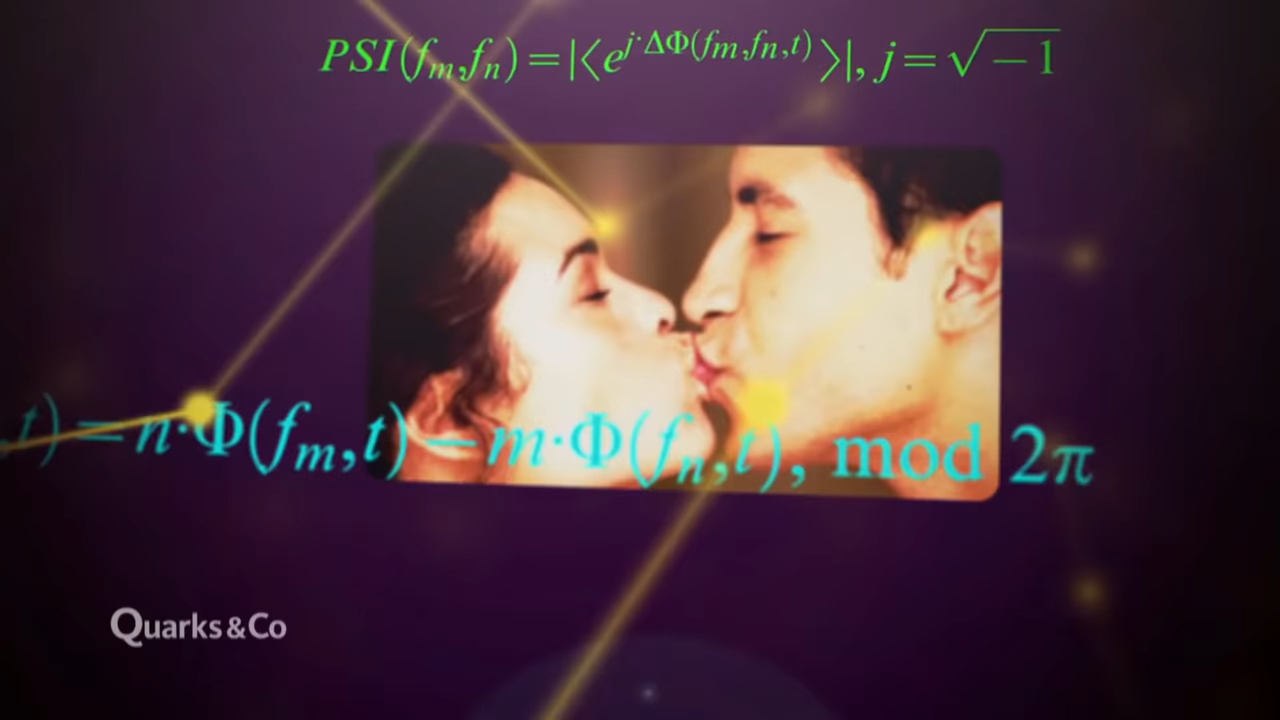 PSI(fₘ,fₙ)=|⟨e^{j·ΔΦ(fₘ,fₙ,t)}⟩|, j=√−1
,t)=n·Φ(fₘ,t)−m·Φ(fₙ,t), mod 2π
Quarks&Co